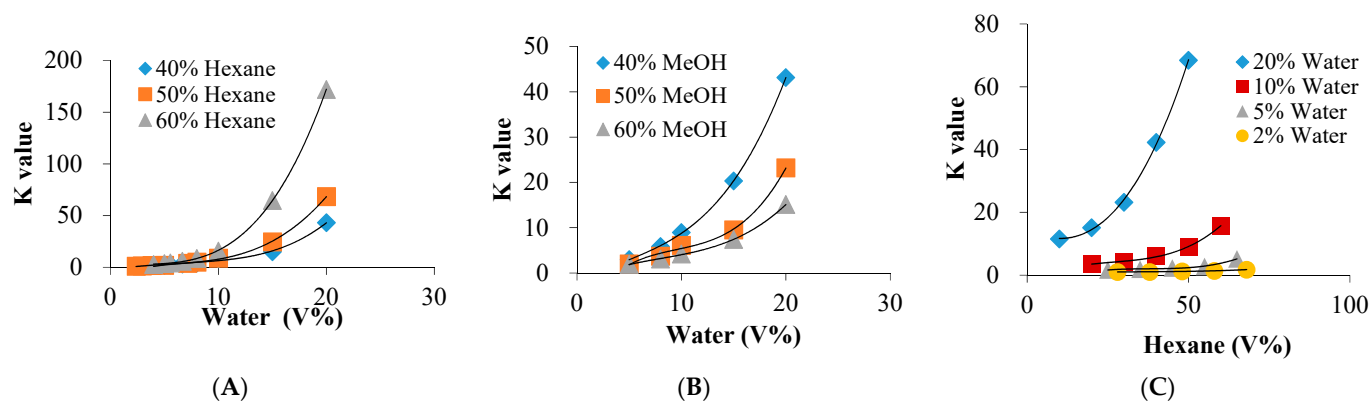 200
150
100
50
0
0
10
20
30
K value
Water (V%)
40% Hexane
50% Hexane
60% Hexane
(A)
50
40
30
20
10
0
0
10
20
30
K value
Water (V%)
40% MeOH
50% MeOH
60% MeOH
(B)
80
60
40
20
0
0
50
100
K value
Hexane (V%)
20% Water
10% Water
5% Water
2% Water
(C)